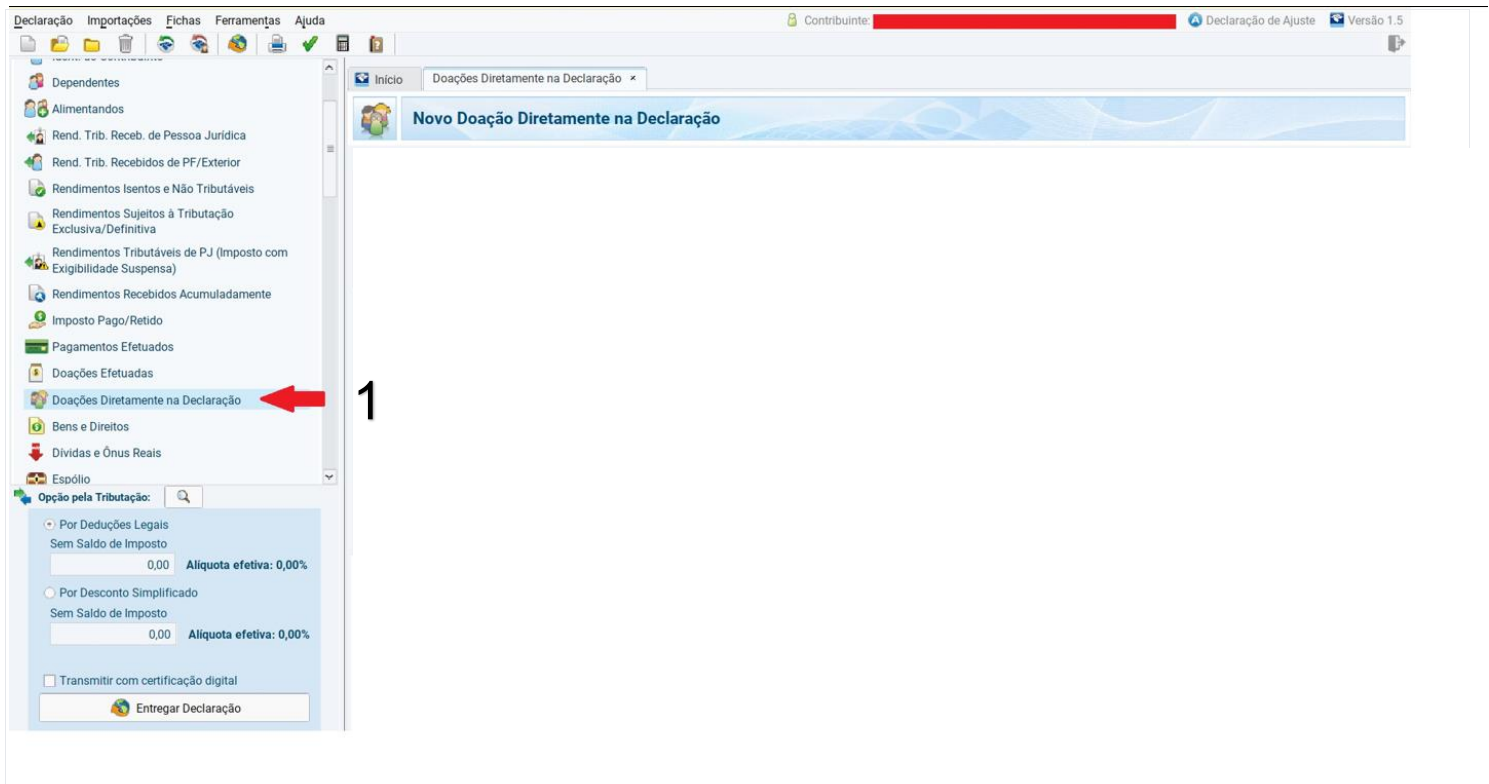 Declaração Importações Fichas Ferramentas Ajuda
Contribuinte:
Declaração de Ajuste
Versão 1.5
Ident. do Contribuinte
Dependentes
Alimentandos
Rend. Trib. Receb. de Pessoa Jurídica
Rend. Trib. Recebidos de PF/Exterior
Rendimentos Isentos e Não Tributáveis
Rendimentos Sujeitos à Tributação
Exclusiva/Definitiva
Rendimentos Tributáveis de PJ (Imposto com
Exigibilidade Suspensa)
Rendimentos Recebidos Acumuladamente
Imposto Pago/Retido
Pagamentos Efetuados
Doações Efetuadas
Doações Diretamente na Declaração
1
Bens e Direitos
Dívidas e Ônus Reais
Espólio
Opção pela Tributação:
Por Deduções Legais
Sem Saldo de Imposto
0,00 Alíquota efetiva: 0,00%
Por Desconto Simplificado
Sem Saldo de Imposto
0,00 Alíquota efetiva: 0,00%
Transmitir com certificação digital
Entregar Declaração
Início
Doações Diretamente na Declaração ×
Novo Doação Diretamente na Declaração